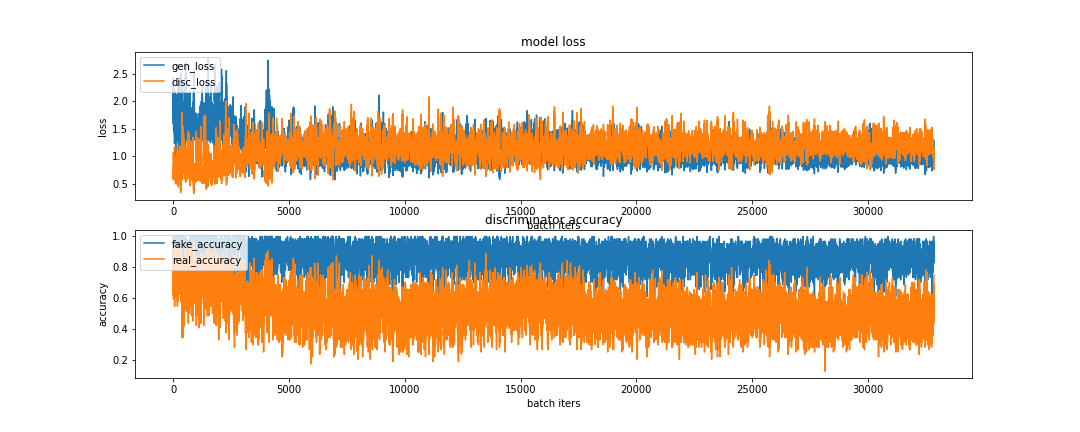 model loss
gen_loss
disc_loss
loss
2.5
2.0
1.5
1.0
0.5
0 5000 10000 15000 20000 25000 30000
batch iters
discriminator accuracy
fake_accuracy
real_accuracy
accuracy
1.0
0.8
0.6
0.4
0.2
0 5000 10000 15000 20000 25000 30000
batch iters